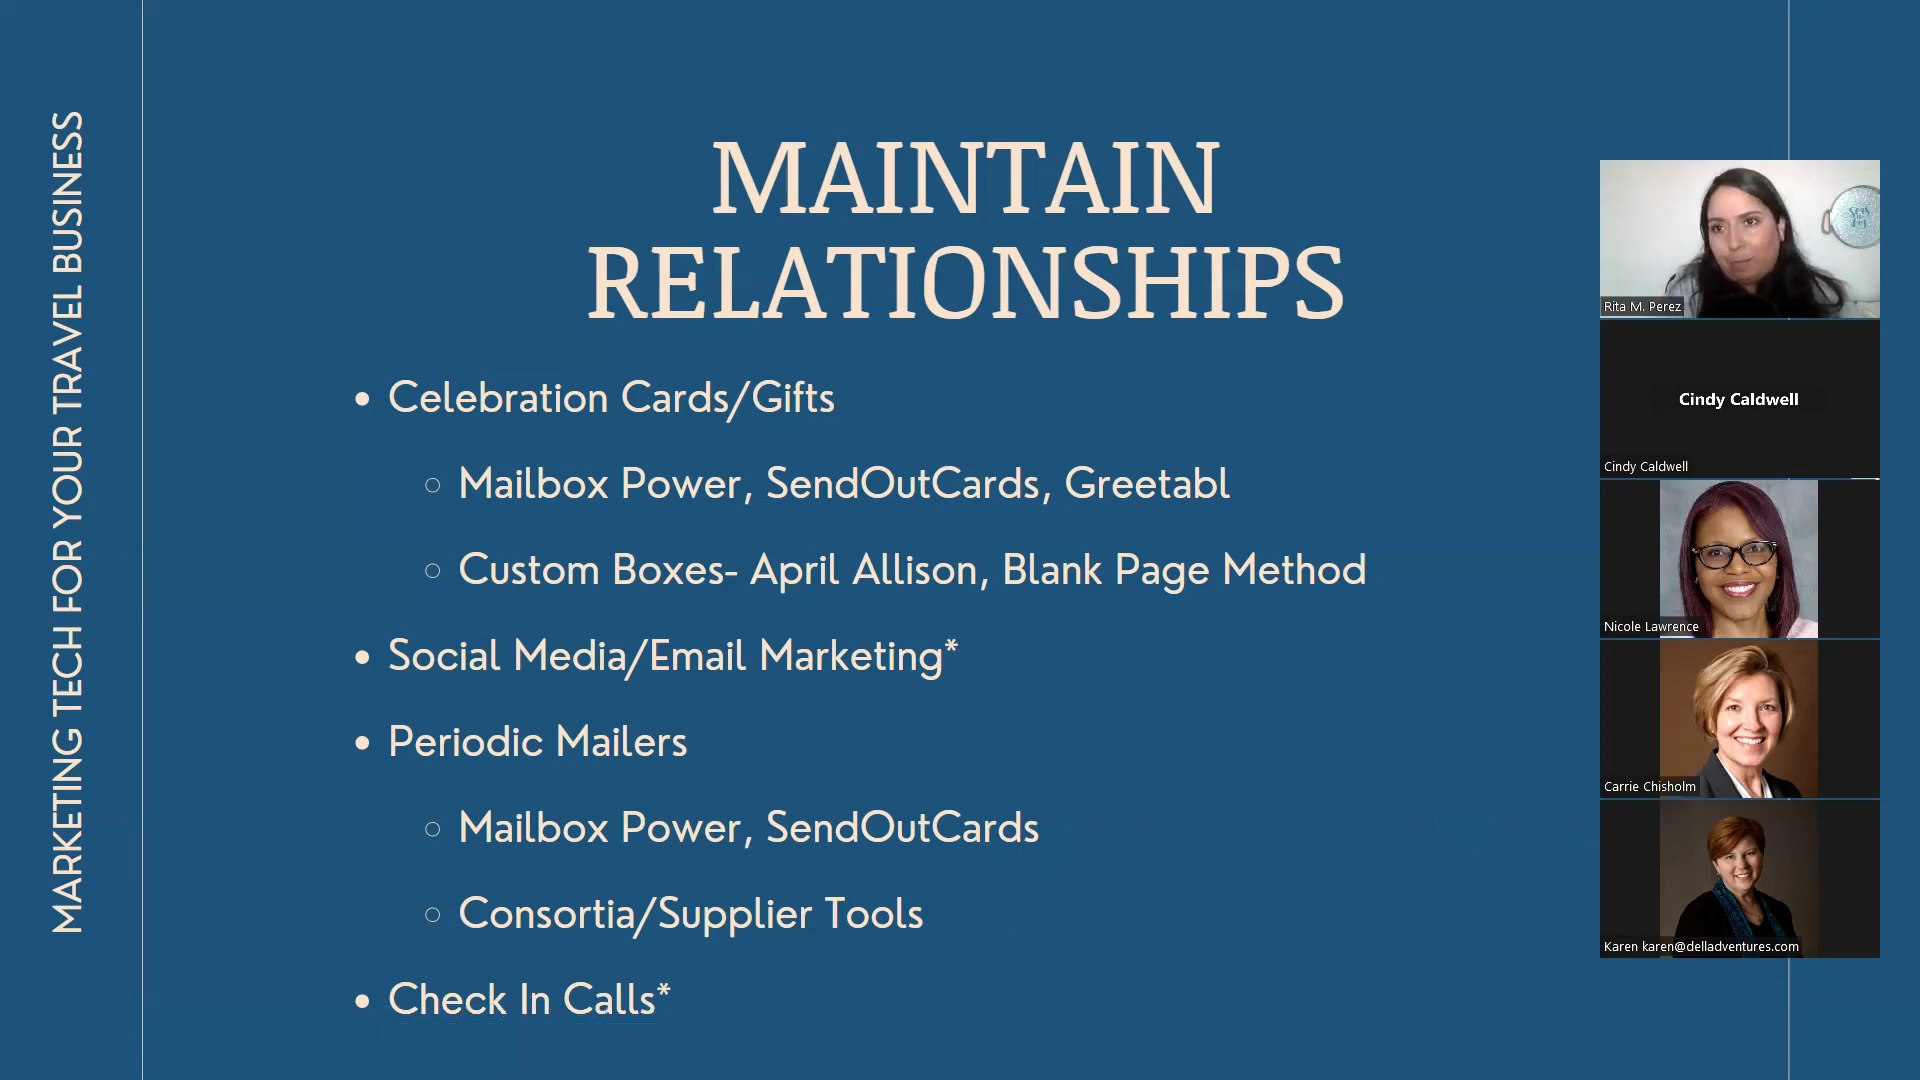 MARKETING TECH FOR YOUR TRAVEL BUSINESS
MAINTAIN
RELATIONSHIPS
• Celebration Cards/Gifts
○ Mailbox Power, SendOutCards, Greetabl
○ Custom Boxes- April Allison, Blank Page Method
• Social Media/Email Marketing*
• Periodic Mailers
○ Mailbox Power, SendOutCards
○ Consortia/Supplier Tools
• Check In Calls*
Rita M. Perez
Cindy Caldwell
Cindy Caldwell
Nicole Lawrence
Carrie Chisholm
Karen karen@delladventures.com